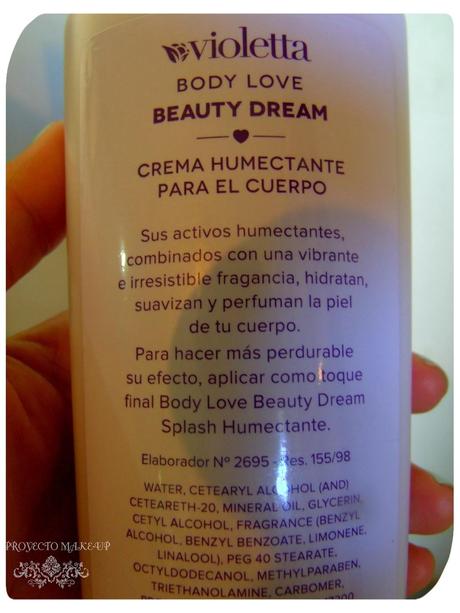 violetta
BODY LOVE
BEAUTY DREAM
CREMA HUMECTANTE
PARA EL CUERPO
Sus activos humectantes,
combinados con una vibrante
e irresistible fragancia, hidratan,
suavizan y perfuman la piel
de tu cuerpo.
Para hacer más perdurable
su efecto, aplicar como toque
final Body Love Beauty Dream
Splash Humectante.
Elaborador Nº 2695 - Res. 155/98
WATER, CETEARYL ALCOHOL (AND)
CETEARETH-20, MINERAL OIL, GLYCERIN,
CETYL ALCOHOL, FRAGRANCE (BENZYL
ALCOHOL, BENZYL BENZOATE, LIMONENE,
LINALOOL), PEG 40 STEARATE,
OCTYLDODECANOL, METHYLPARABEN,
TRIETHANOLAMINE, CARBOMER,
PROYECTO MAKE-UP